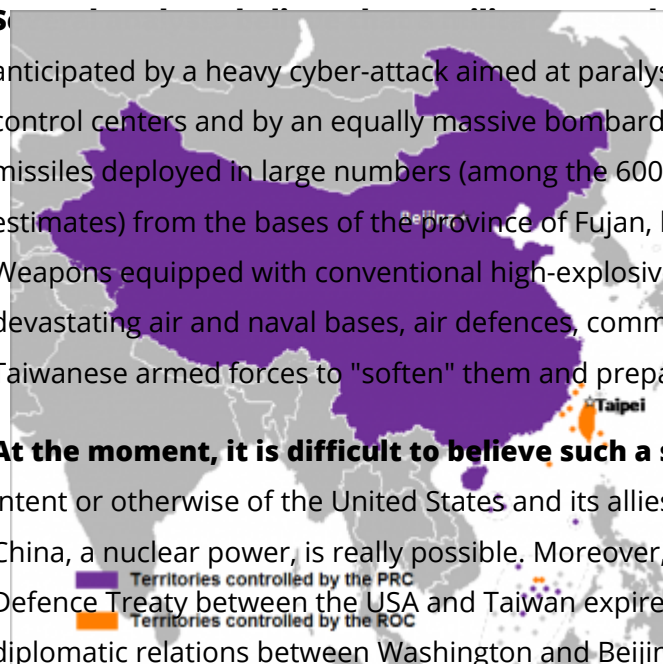 anticipated by a heavy cyber-attack aimed at paralys
control centers and by an equally massive bombard
missiles deployed in large numbers (among the 600
Beijing
estimates) from the bases of the province of Fujan,
Weapons equipped with conventional high-explosiv
devastating air and naval bases, air defences, comm
Taiwanese armed forces to "soften" them and prepa
Taipei
At the moment, it is difficult to believe such a s
intent or otherwise of the United States and its allies
China, a nuclear power, is really possible. Moreover,
Territories controlled by the PRC
Defence Treaty between the USA and Taiwan expire
Territories controlled by the ROC
diplomatic relations between Washington and Beijin